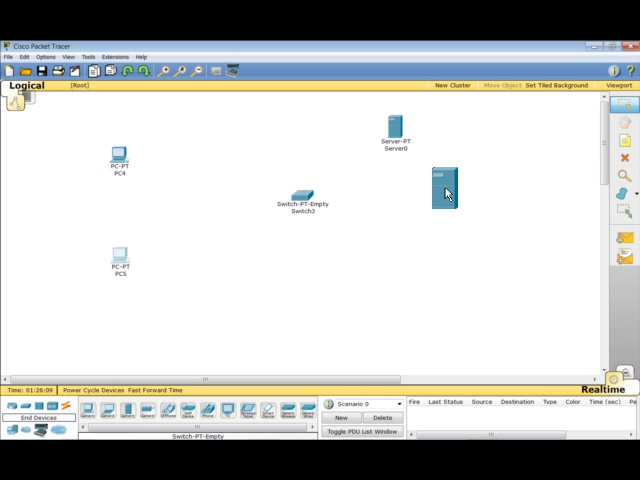 Cisco Packet Tracer
File Edit Options View Tools Extensions Help
Logical [Root] New Cluster Move Object Set Tiled Background Viewport
Server-PT
Server0
PC-PT
PC4
Switch-PT-Empty
Switch3
PC-PT
PC5
Time: 01:26:09 Power Cycle Devices Fast Forward Time Realtime
Scenario 0
Fire Last Status Source Destination Type Color Time (sec) Pe
End Devices
New Delete
Toggle PDU List Window
Switch-PT-Empty